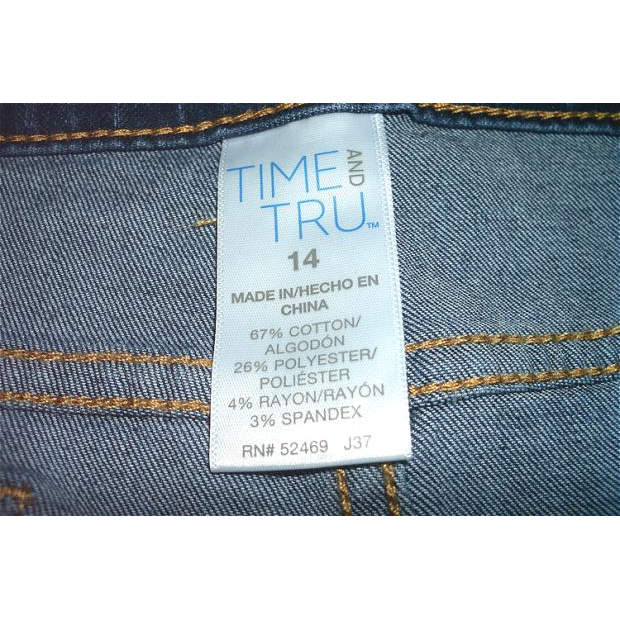 TIME AND
TRU™
14
MADE IN/HECHO EN
CHINA
67% COTTON/
ALGODÓN
26% POLYESTER/
POLIÉSTER
4% RAYON/RAYÓN
3% SPANDEX
RN# 52469 J37